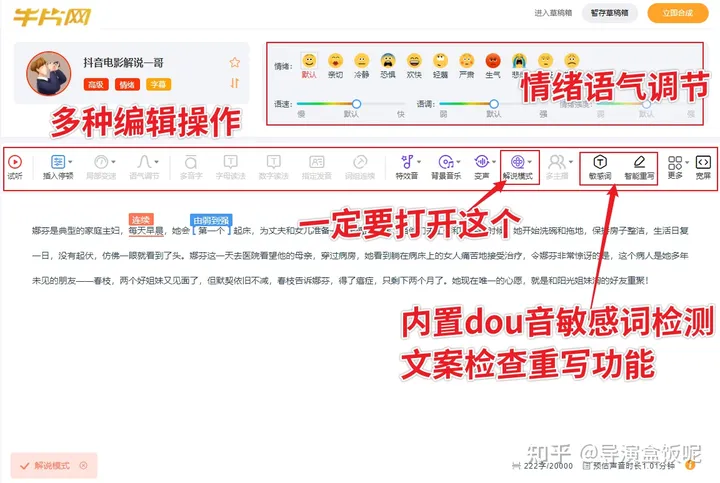 牛片网
进入草稿箱 暂存草稿箱 立即合成
抖音电影解说一哥
高级 情绪 字幕
情绪:
默认 亲切 冷静 恐惧 欢快 轻蔑 严肃 生气
语速: 慢 默认 快
语调: 弱 默认 强
弱 默认 强
情绪语气调节
多种编辑操作
试听 插入停顿 局部变速 语气调节 多音字 字母读法 数字读法 指定发音 词组连续 特效音 背景音乐 变声 解说模式 多主播 敏感词 智能重写 更多 宽屏
一定要打开这个
连续 由弱到强
娜芬是典型的家庭主妇，每天早晨，她会【第一个】起床，为丈夫和女儿准备
她开始洗碗和拖地，保持房子整洁，生活日复
一日，没有起伏，仿佛一眼就看到了头。娜芬这一天去医院看望他的母亲，穿过病房，她看到躺在病床上的女人痛苦地接受治疗，令娜芬非常惊讶的是，这个病人是她多年
未见的朋友——春枝，两个好姐妹又见面了，但默契依旧不减，春枝告诉娜芬，得了癌症，只剩下两个月了。她现在唯一的心愿，就是和阳光姐妹淘的好友重聚！
内置dou音敏感词检测
文案检查重写功能
解说模式
222字/20000 预估声音时长1.01分钟
知乎 @导演盒饭呢